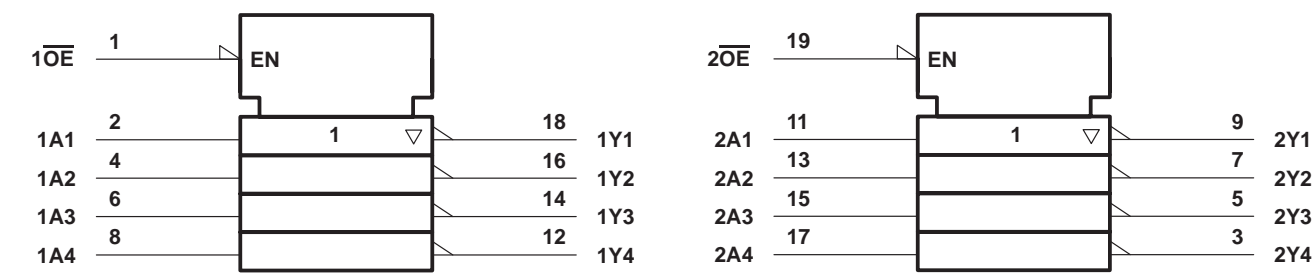 1O̅E̅ 1 EN
1 ▽
1A1 2 18 1Y1
1A2 4 16 1Y2
1A3 6 14 1Y3
1A4 8 12 1Y4
2O̅E̅ 19 EN
1 ▽
2A1 11 9 2Y1
2A2 13 7 2Y2
2A3 15 5 2Y3
2A4 17 3 2Y4